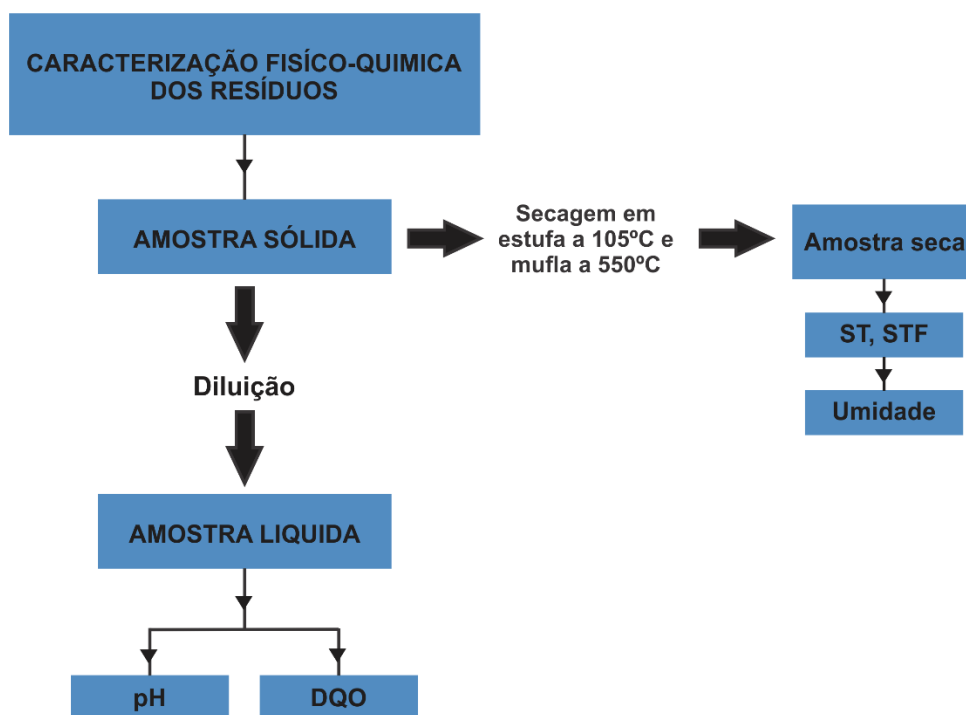 CARACTERIZAÇÃO FISÍCO-QUIMICA
DOS RESÍDUOS
AMOSTRA SÓLIDA
Secagem em
estufa a 105ºC e
mufla a 550ºC
Amostra seca
ST, STF
Umidade
Diluição
AMOSTRA LIQUIDA
pH
DQO